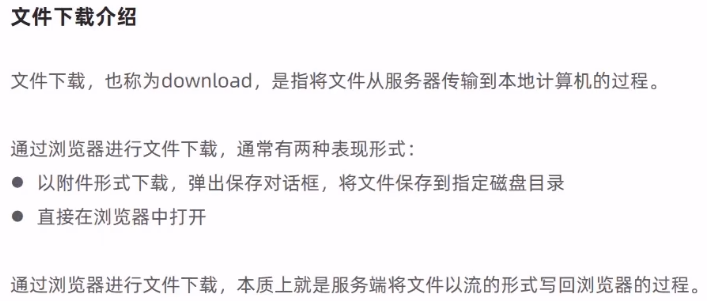 文件下载介绍
文件下载，也称为download，是指将文件从服务器传输到本地计算机的过程。
通过浏览器进行文件下载，通常有两种表现形式：
● 以附件形式下载，弹出保存对话框，将文件保存到指定磁盘目录
● 直接在浏览器中打开
通过浏览器进行文件下载，本质上就是服务端将文件以流的形式写回浏览器的过程。